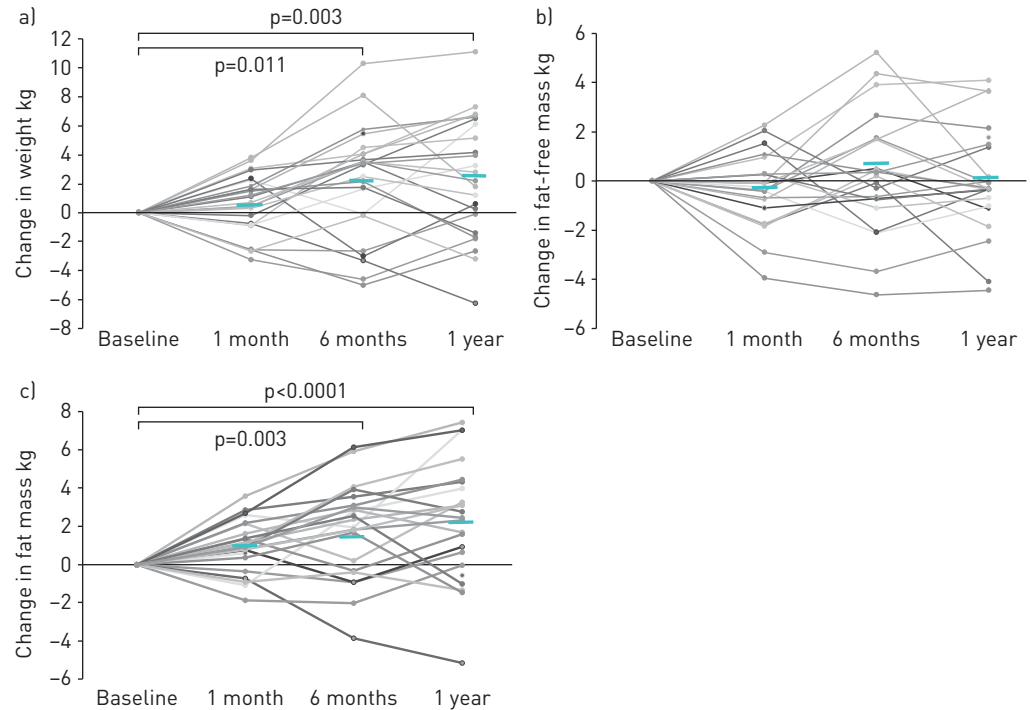 a)
p=0.003
p=0.011
Change in weight kg
12
10
8
6
4
2
0
−2
−4
−6
−8
Baseline 1 month 6 months 1 year
b)
Change in fat-free mass kg
6
4
2
0
−2
−4
−6
Baseline 1 month 6 months 1 year
c)
p<0.0001
p=0.003
Change in fat mass kg
8
6
4
2
0
−2
−4
−6
Baseline 1 month 6 months 1 year